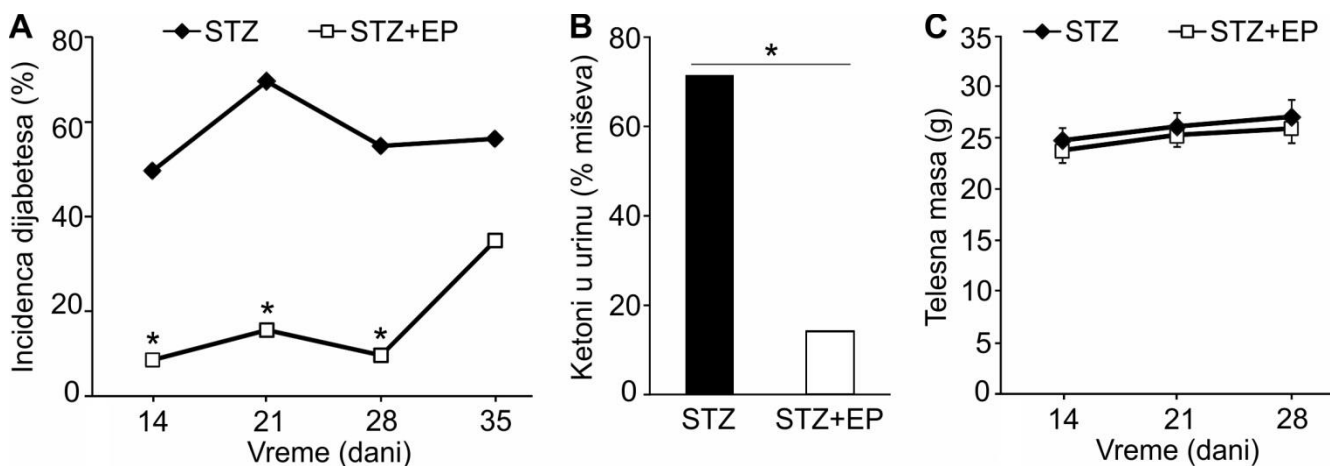 A
STZ
STZ+EP
Incidenca dijabetesa (%)
80
60
40
20
0
*
*
*
14
21
28
35
Vreme (dani)
B
Ketoni u urinu (% miševa)
80
60
40
20
0
*
STZ
STZ+EP
C
STZ
STZ+EP
Telesna masa (g)
35
30
25
20
15
10
5
0
14
21
28
Vreme (dani)